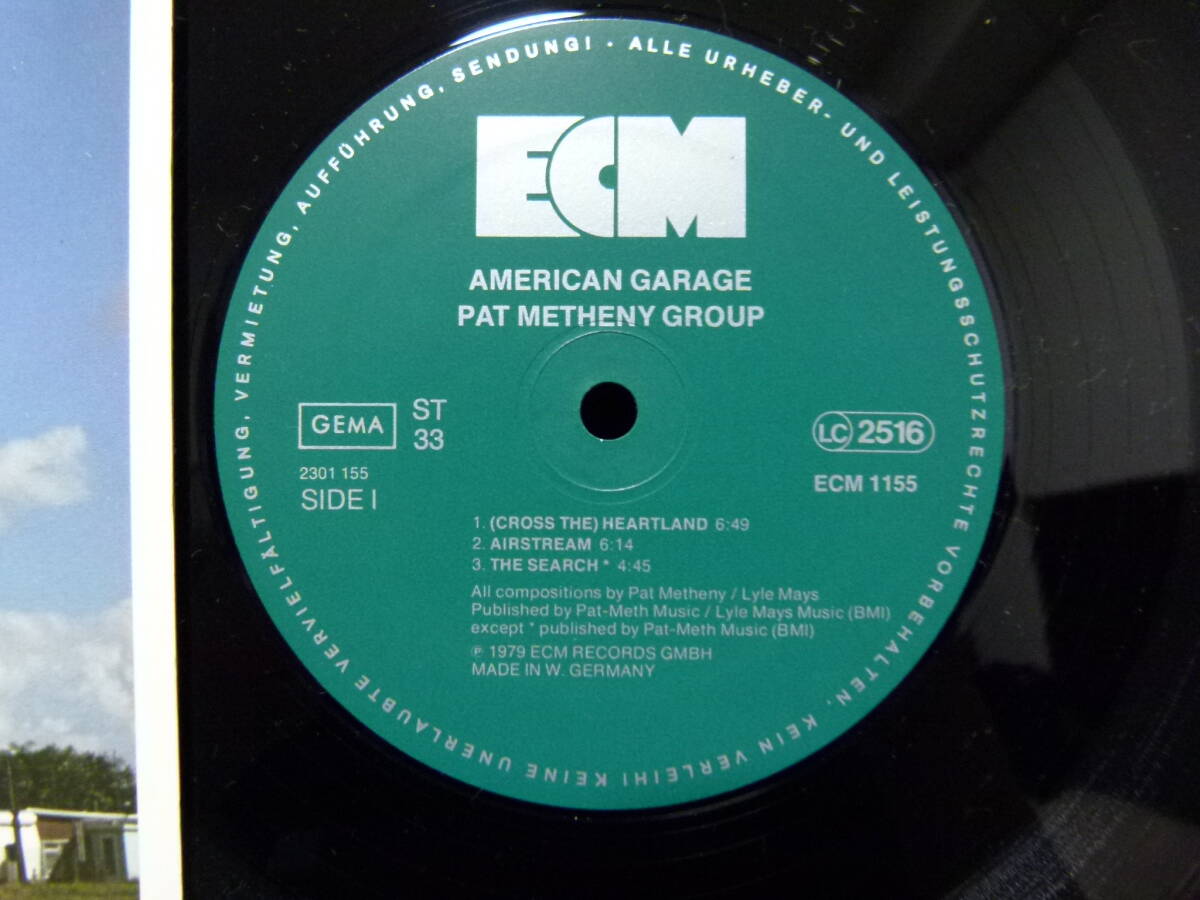 ALLE URHEBER- UND LEISTUNGSSCHUTZRECHTE VORBEHALTEN, KEIN VERLEIH! KEINE UNERLAUBTE VERVIELFÄLTIGUNG, VERMIETUNG, AUFFÜHRUNG, SENDUNG! •
ECM
AMERICAN GARAGE
PAT METHENY GROUP
GEMA
ST
33
2301 155
SIDE I
LC 2516
ECM 1155
1. (CROSS THE) HEARTLAND 6:49
2. AIRSTREAM 6:14
3. THE SEARCH * 4:45
All compositions by Pat Metheny / Lyle Mays
Published by Pat-Meth Music / Lyle Mays Music (BMI)
except * published by Pat-Meth Music (BMI)
℗ 1979 ECM RECORDS GMBH
MADE IN W. GERMANY